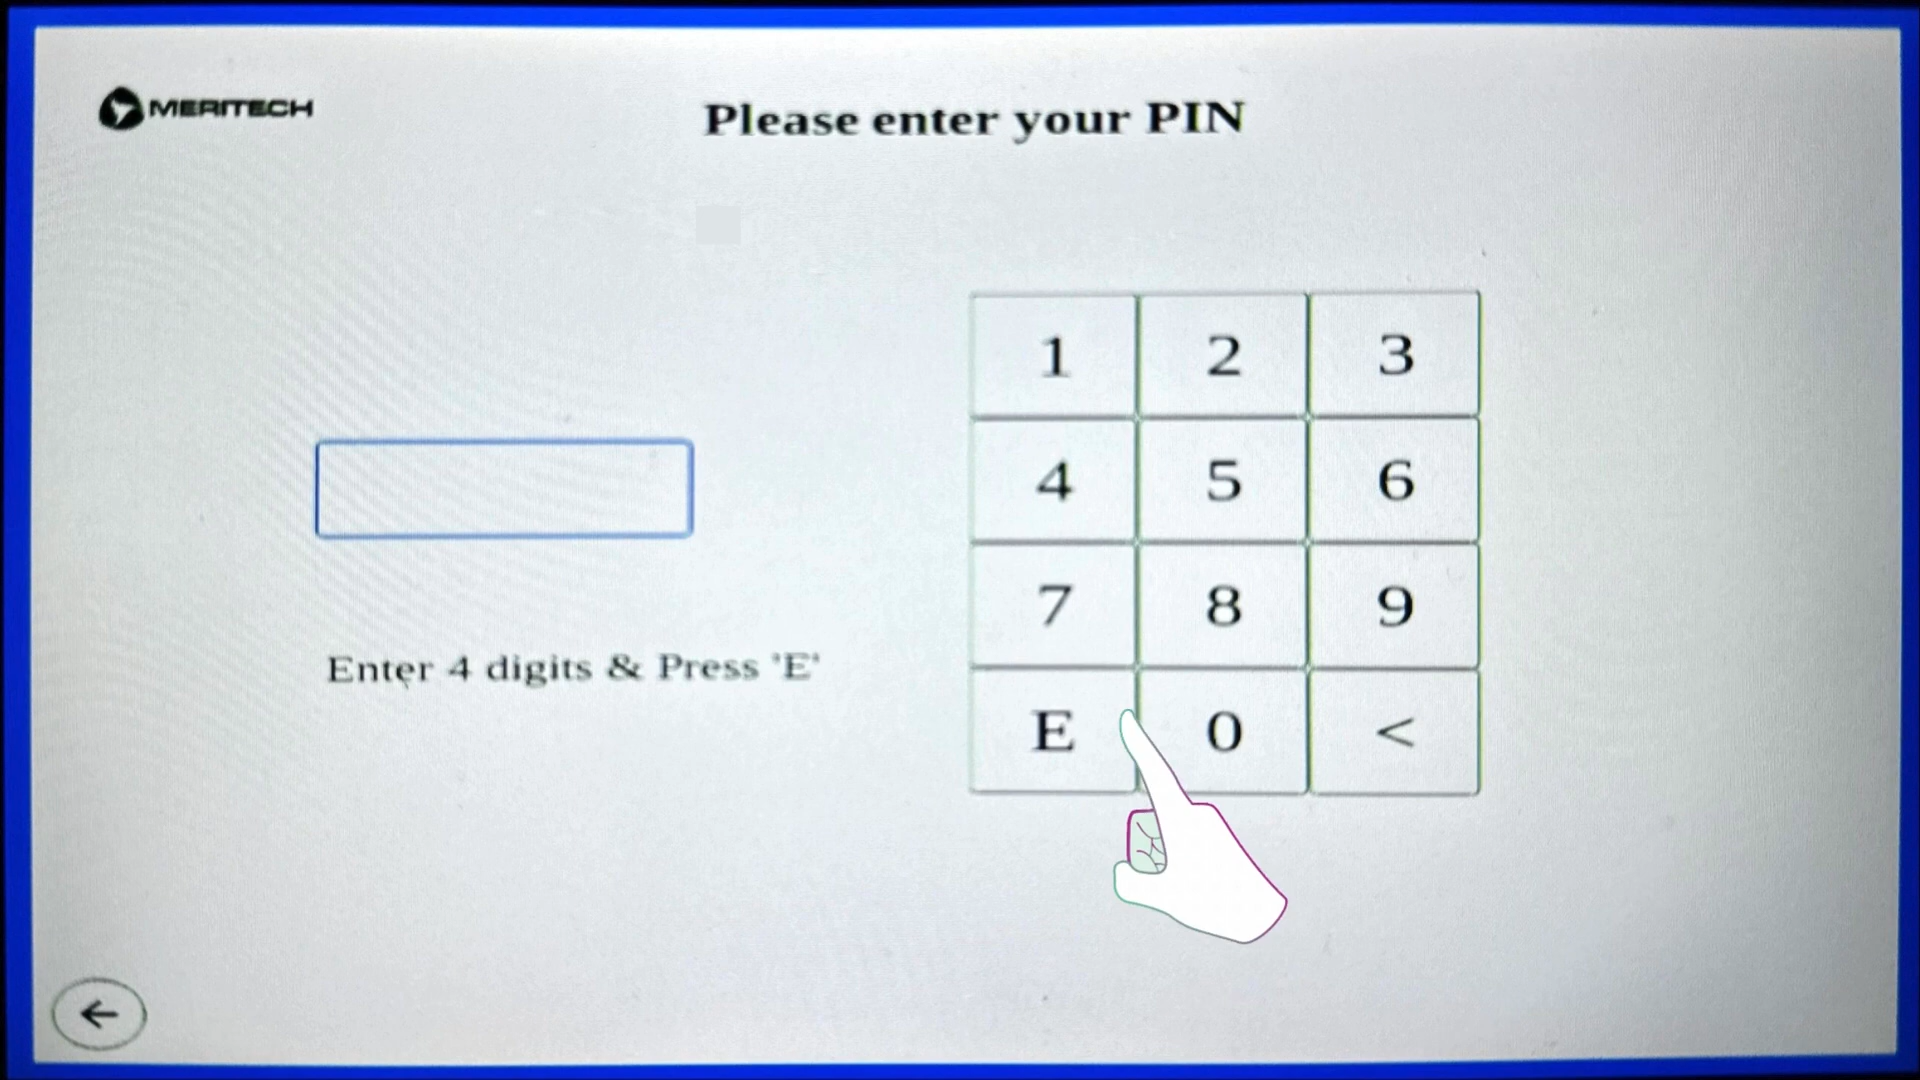 MERITECH
Please enter your PIN
1 2 3
4 5 6
7 8 9
E 0 <
Enter 4 digits & Press 'E'